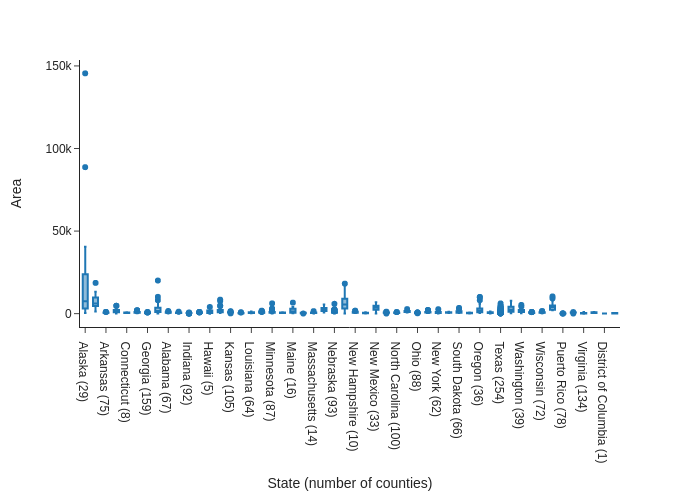 150k
100k
50k
0
Area
Alaska (29)
Arkansas (75)
Connecticut (8)
Georgia (159)
Alabama (67)
Indiana (92)
Hawaii (5)
Kansas (105)
Louisiana (64)
Minnesota (87)
Maine (16)
Massachusetts (14)
Nebraska (93)
New Hampshire (10)
New Mexico (33)
North Carolina (100)
Ohio (88)
New York (62)
South Dakota (66)
Oregon (36)
Texas (254)
Washington (39)
Wisconsin (72)
Puerto Rico (78)
Virginia (134)
District of Columbia (1)
State (number of counties)